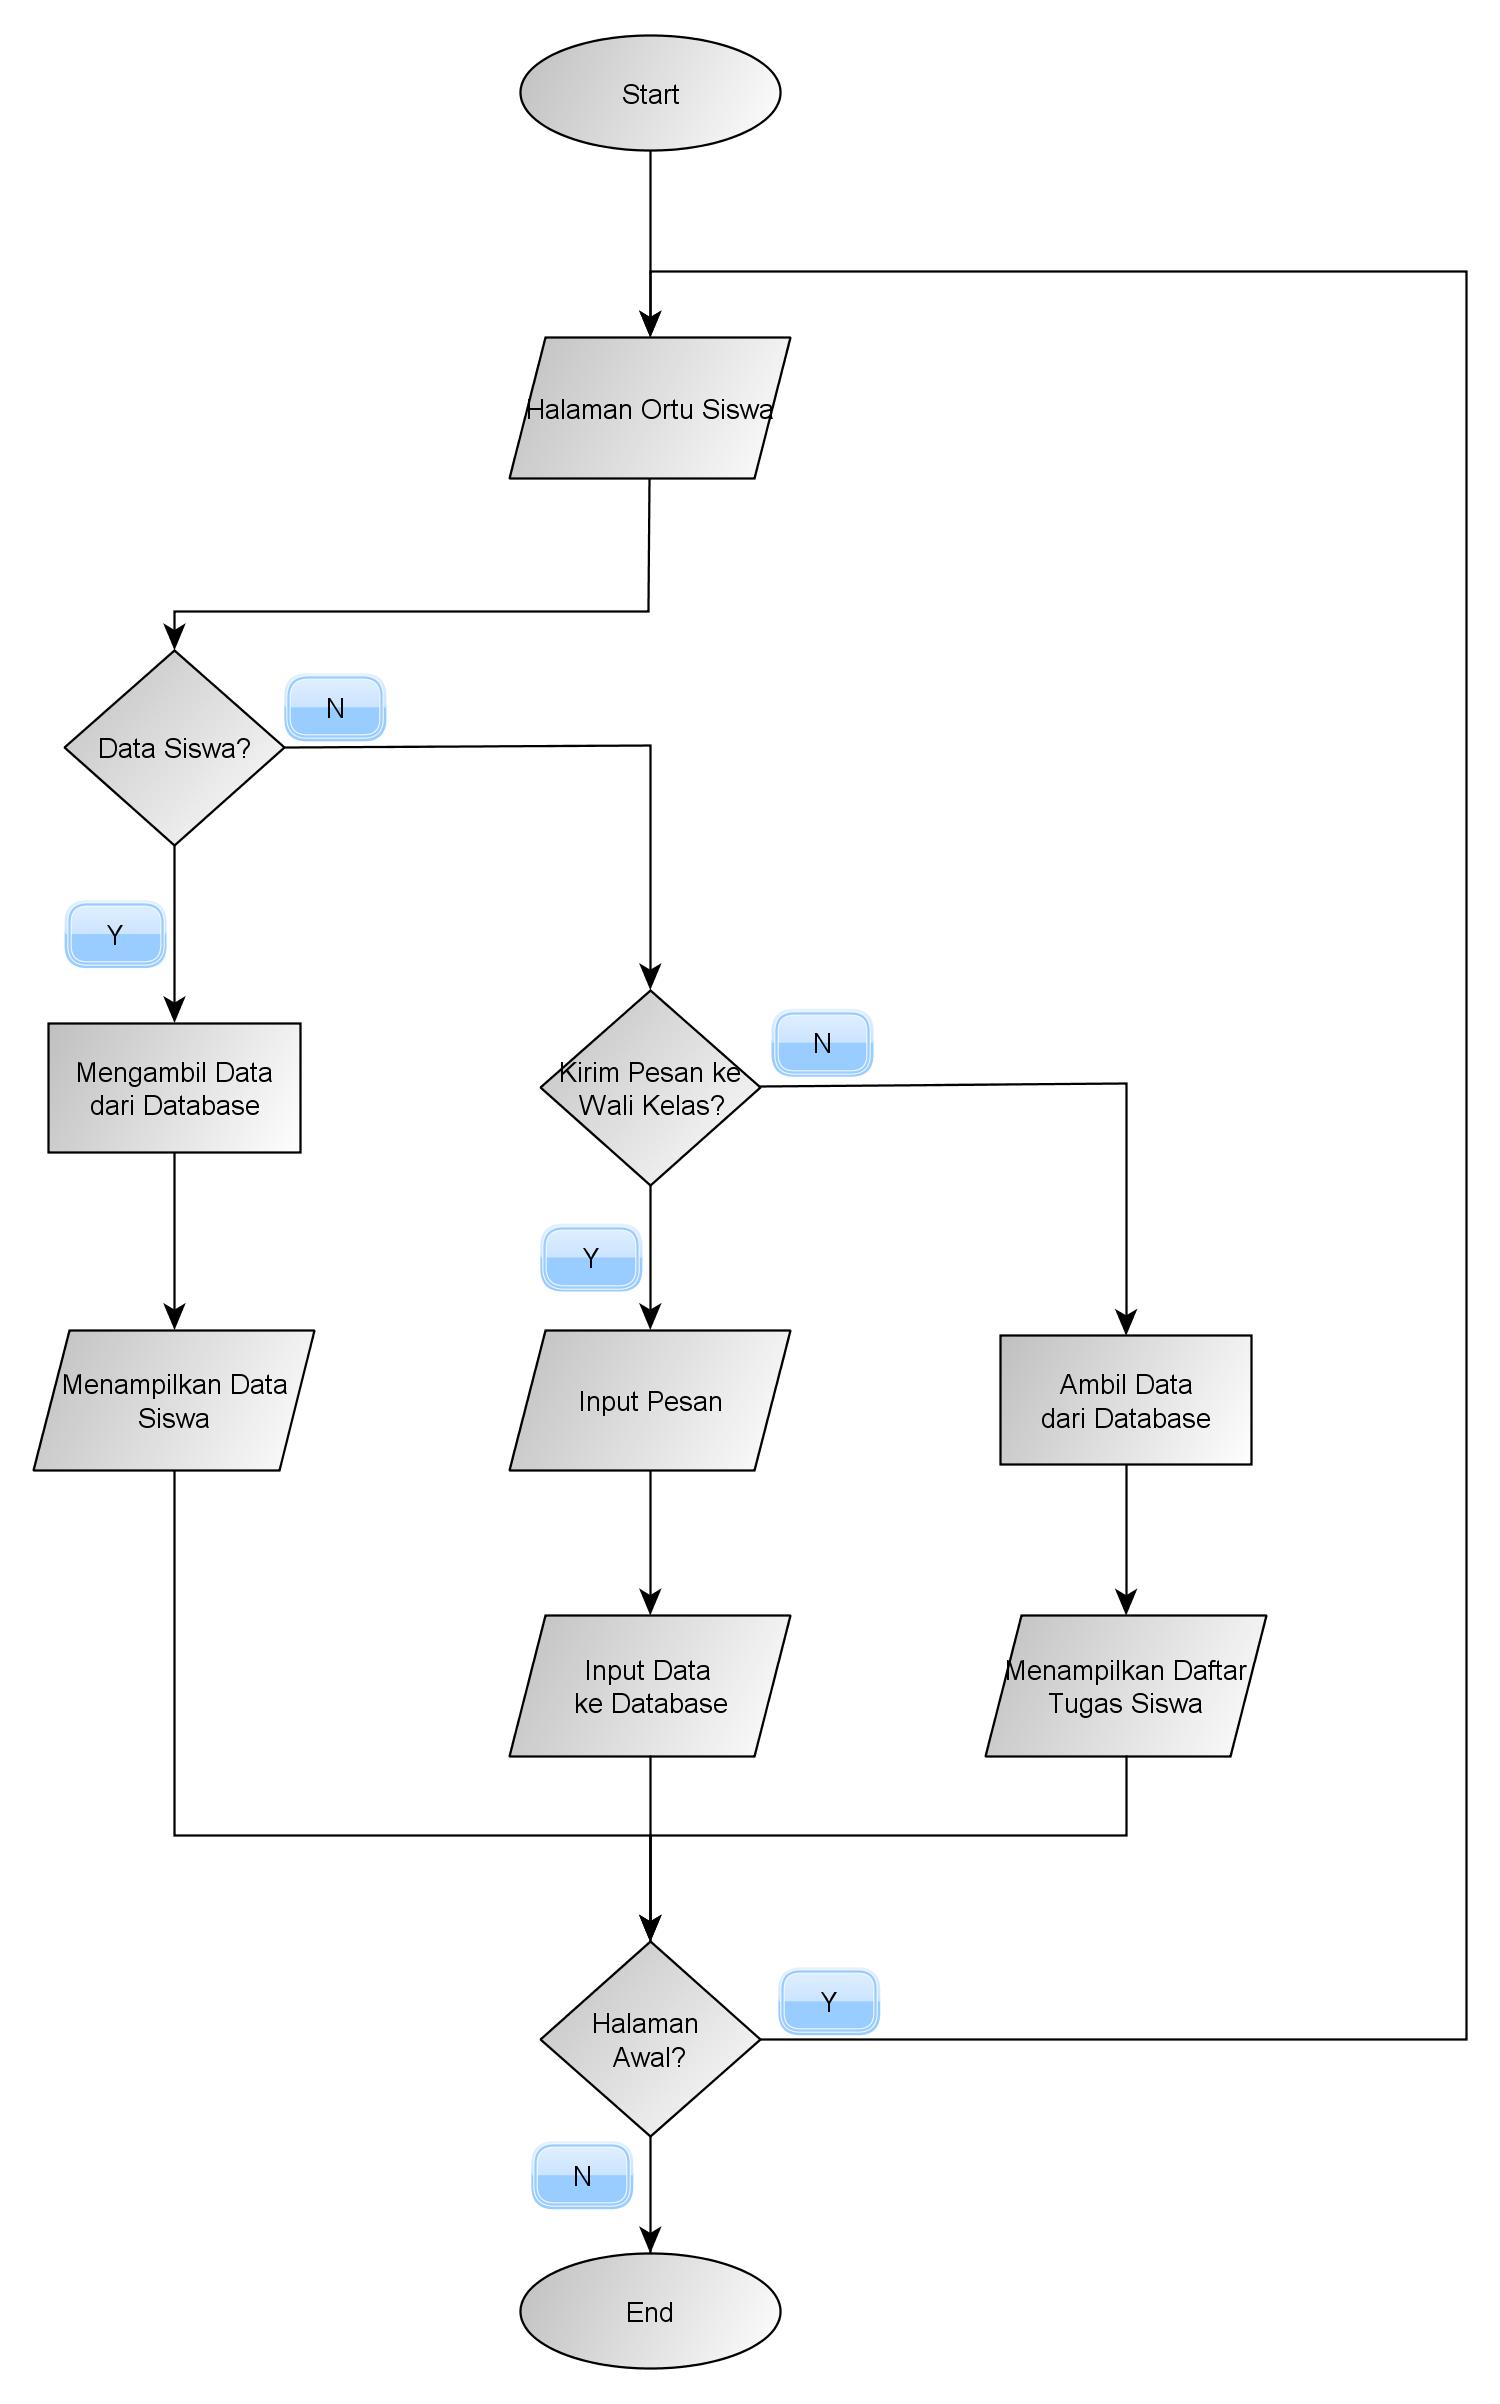 Start
Halaman Ortu Siswa
N
Data Siswa?
Y
Mengambil Data
dari Database
N
Kirim Pesan ke
Wali Kelas?
Y
Menampilkan Data
Siswa
Input Pesan
Ambil Data
dari Database
Input Data
ke Database
Menampilkan Daftar
Tugas Siswa
Y
Halaman
Awal?
N
End